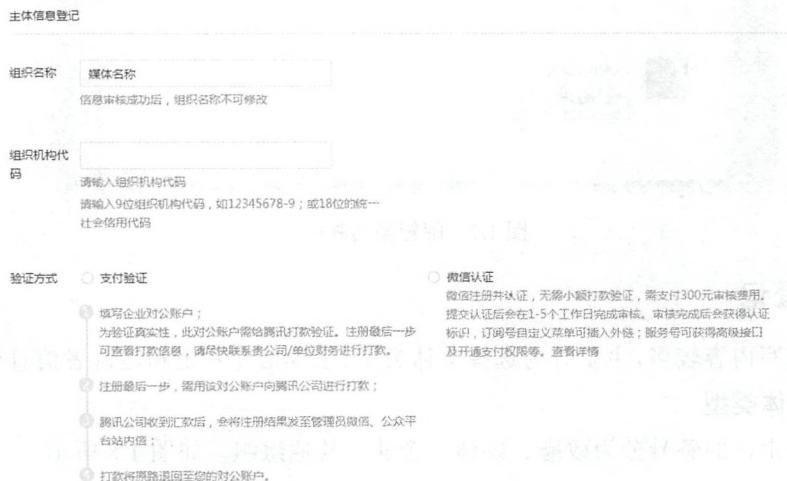 主体信息登记
组织名称
媒体名称
信息审核成功后，组织名称不可修改
组织机构代
码
请输入组织机构代码
请输入9位组织机构代码，如12345678-9；或18位的统一
社会信用代码
验证方式
支付验证
1 填写企业对公账户；
为验证真实性，此对公账户需给腾讯打款验证。注册最后一步
可查看打款信息，请尽快联系贵公司/单位财务进行打款。
2 注册最后一步，需用该对公账户向腾讯公司进行打款；
3 腾讯公司收到汇款后，会将注册结果发至管理员微信、公众平
台站内信；
4 打款将原路退回至您的对公账户。
微信认证
微信注册并认证，无需小额打款验证，需支付300元审核费用。
提交认证后会在1-5个工作日完成审核。审核完成后会获得认证
标识，订阅号自定义菜单可插入外链；服务号可获得高级接口
及开通支付权限等。查看详情